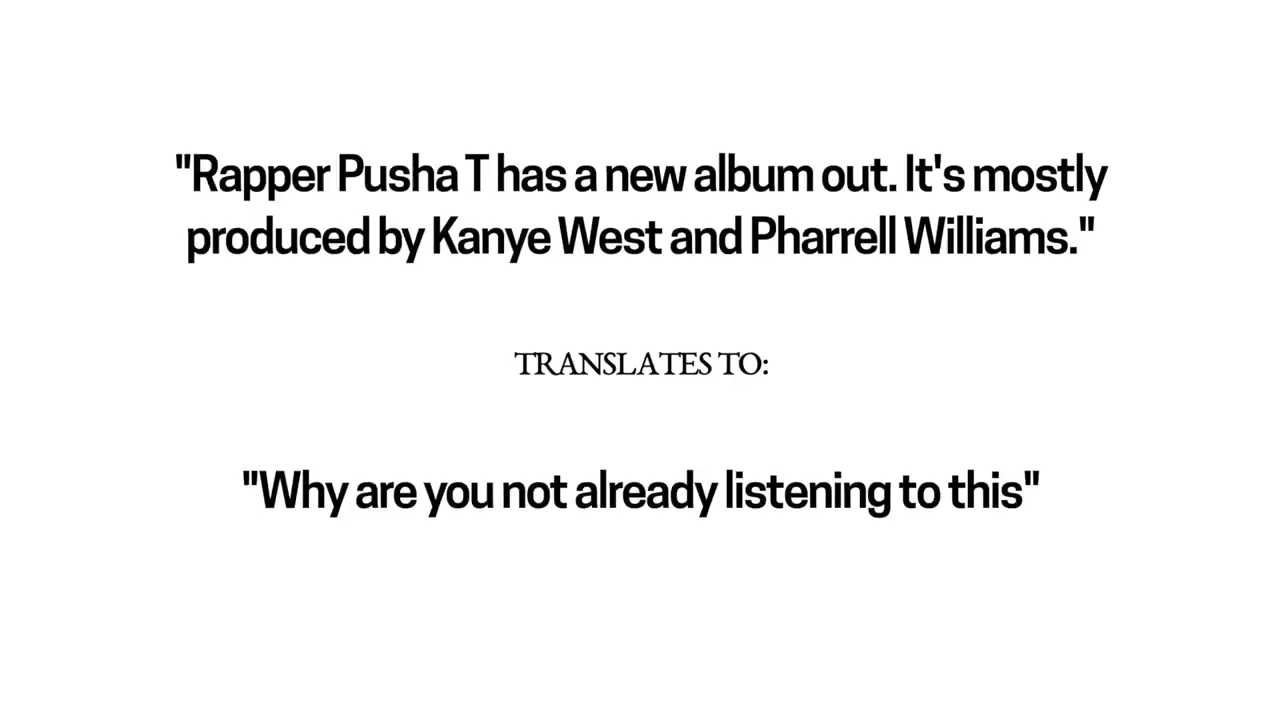 "Rapper Pusha T has a new album out. It's mostly
produced by Kanye West and Pharrell Williams."
TRANSLATES TO:
"Why are you not already listening to this"